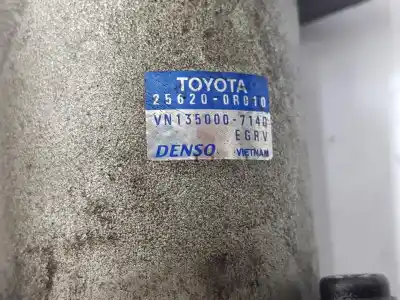 TOYOTA
25620-0R010
VN135000-7140
EGRV
DENSO VIETNAM